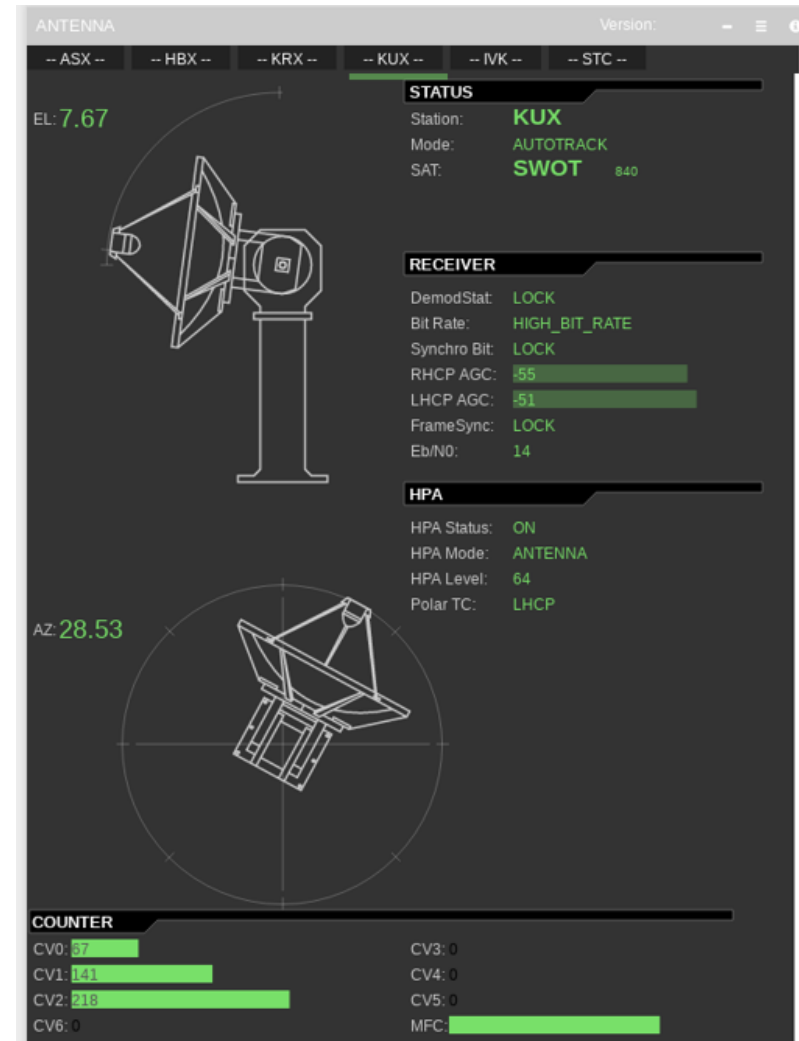 ANTENNA Version:
-- ASX -- -- HBX -- -- KRX -- -- KUX -- -- IVK -- -- STC --
EL: 7.67
STATUS
Station: KUX
Mode: AUTOTRACK
SAT: SWOT 840
RECEIVER
DemodStat: LOCK
Bit Rate: HIGH_BIT_RATE
Synchro Bit: LOCK
RHCP AGC: -55
LHCP AGC: -51
FrameSync: LOCK
Eb/N0: 14
HPA
HPA Status: ON
HPA Mode: ANTENNA
HPA Level: 64
Polar TC: LHCP
AZ: 28.53
COUNTER
CV0: 67 CV3: 0
CV1: 141 CV4: 0
CV2: 218 CV5: 0
CV6: 0 MFC: